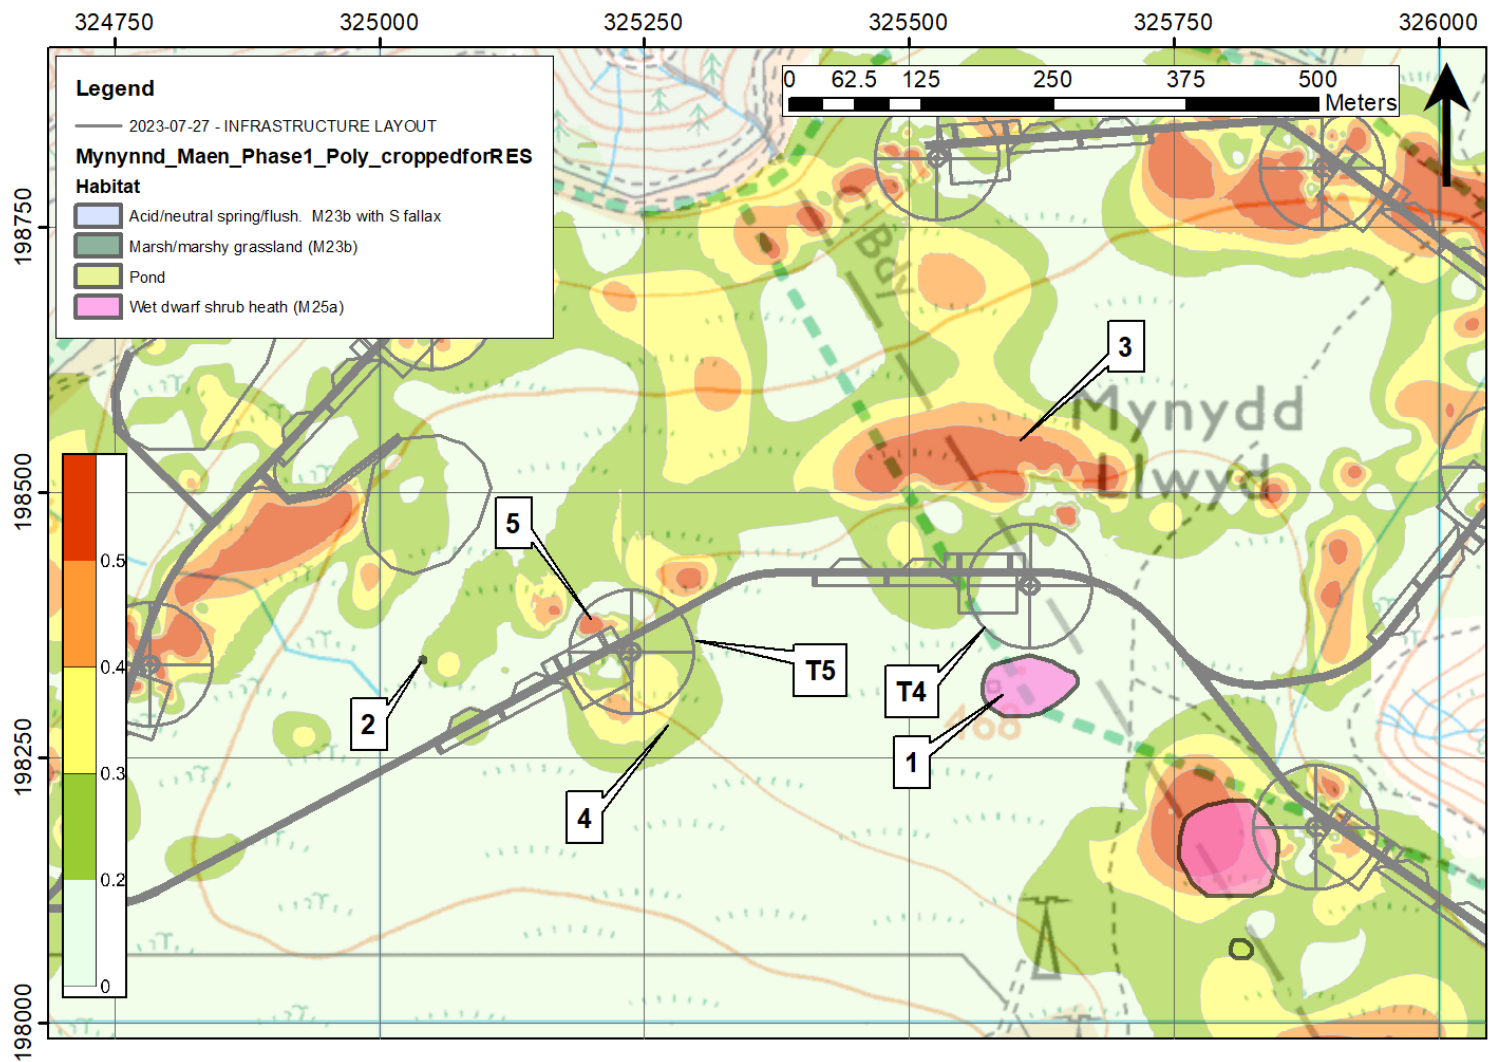 324750 325000 325250 325500 325750 326000
Legend
2023-07-27 - INFRASTRUCTURE LAYOUT
Mynynnd_Maen_Phase1_Poly_croppedforRES
Habitat
Acid/neutral spring/flush. M23b with S fallax
Marsh/marshy grassland (M23b)
Pond
Wet dwarf shrub heath (M25a)
0 62.5 125 250 375 500
Meters
198750
C Bdy
3
Mynydd
Llwyd
198500
0.5
5
0.4
T5
T4
2
468
1
198250
0.3
4
0.2
0
198000